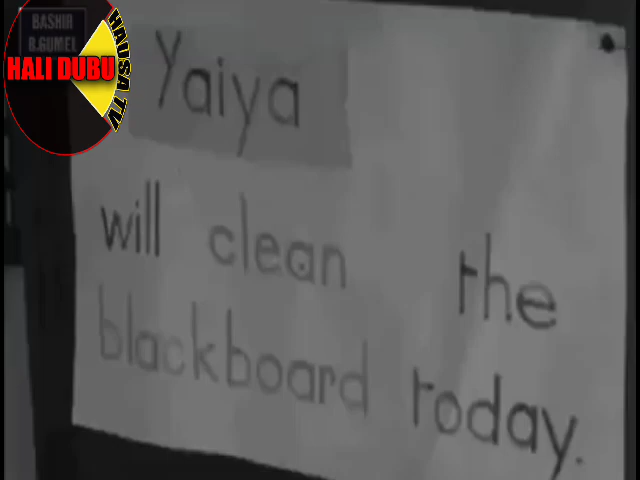 BASHIR
B.GUMEL
HALI DUBU
HAUSA TV
Yaiya
will clean the
blackboard today.